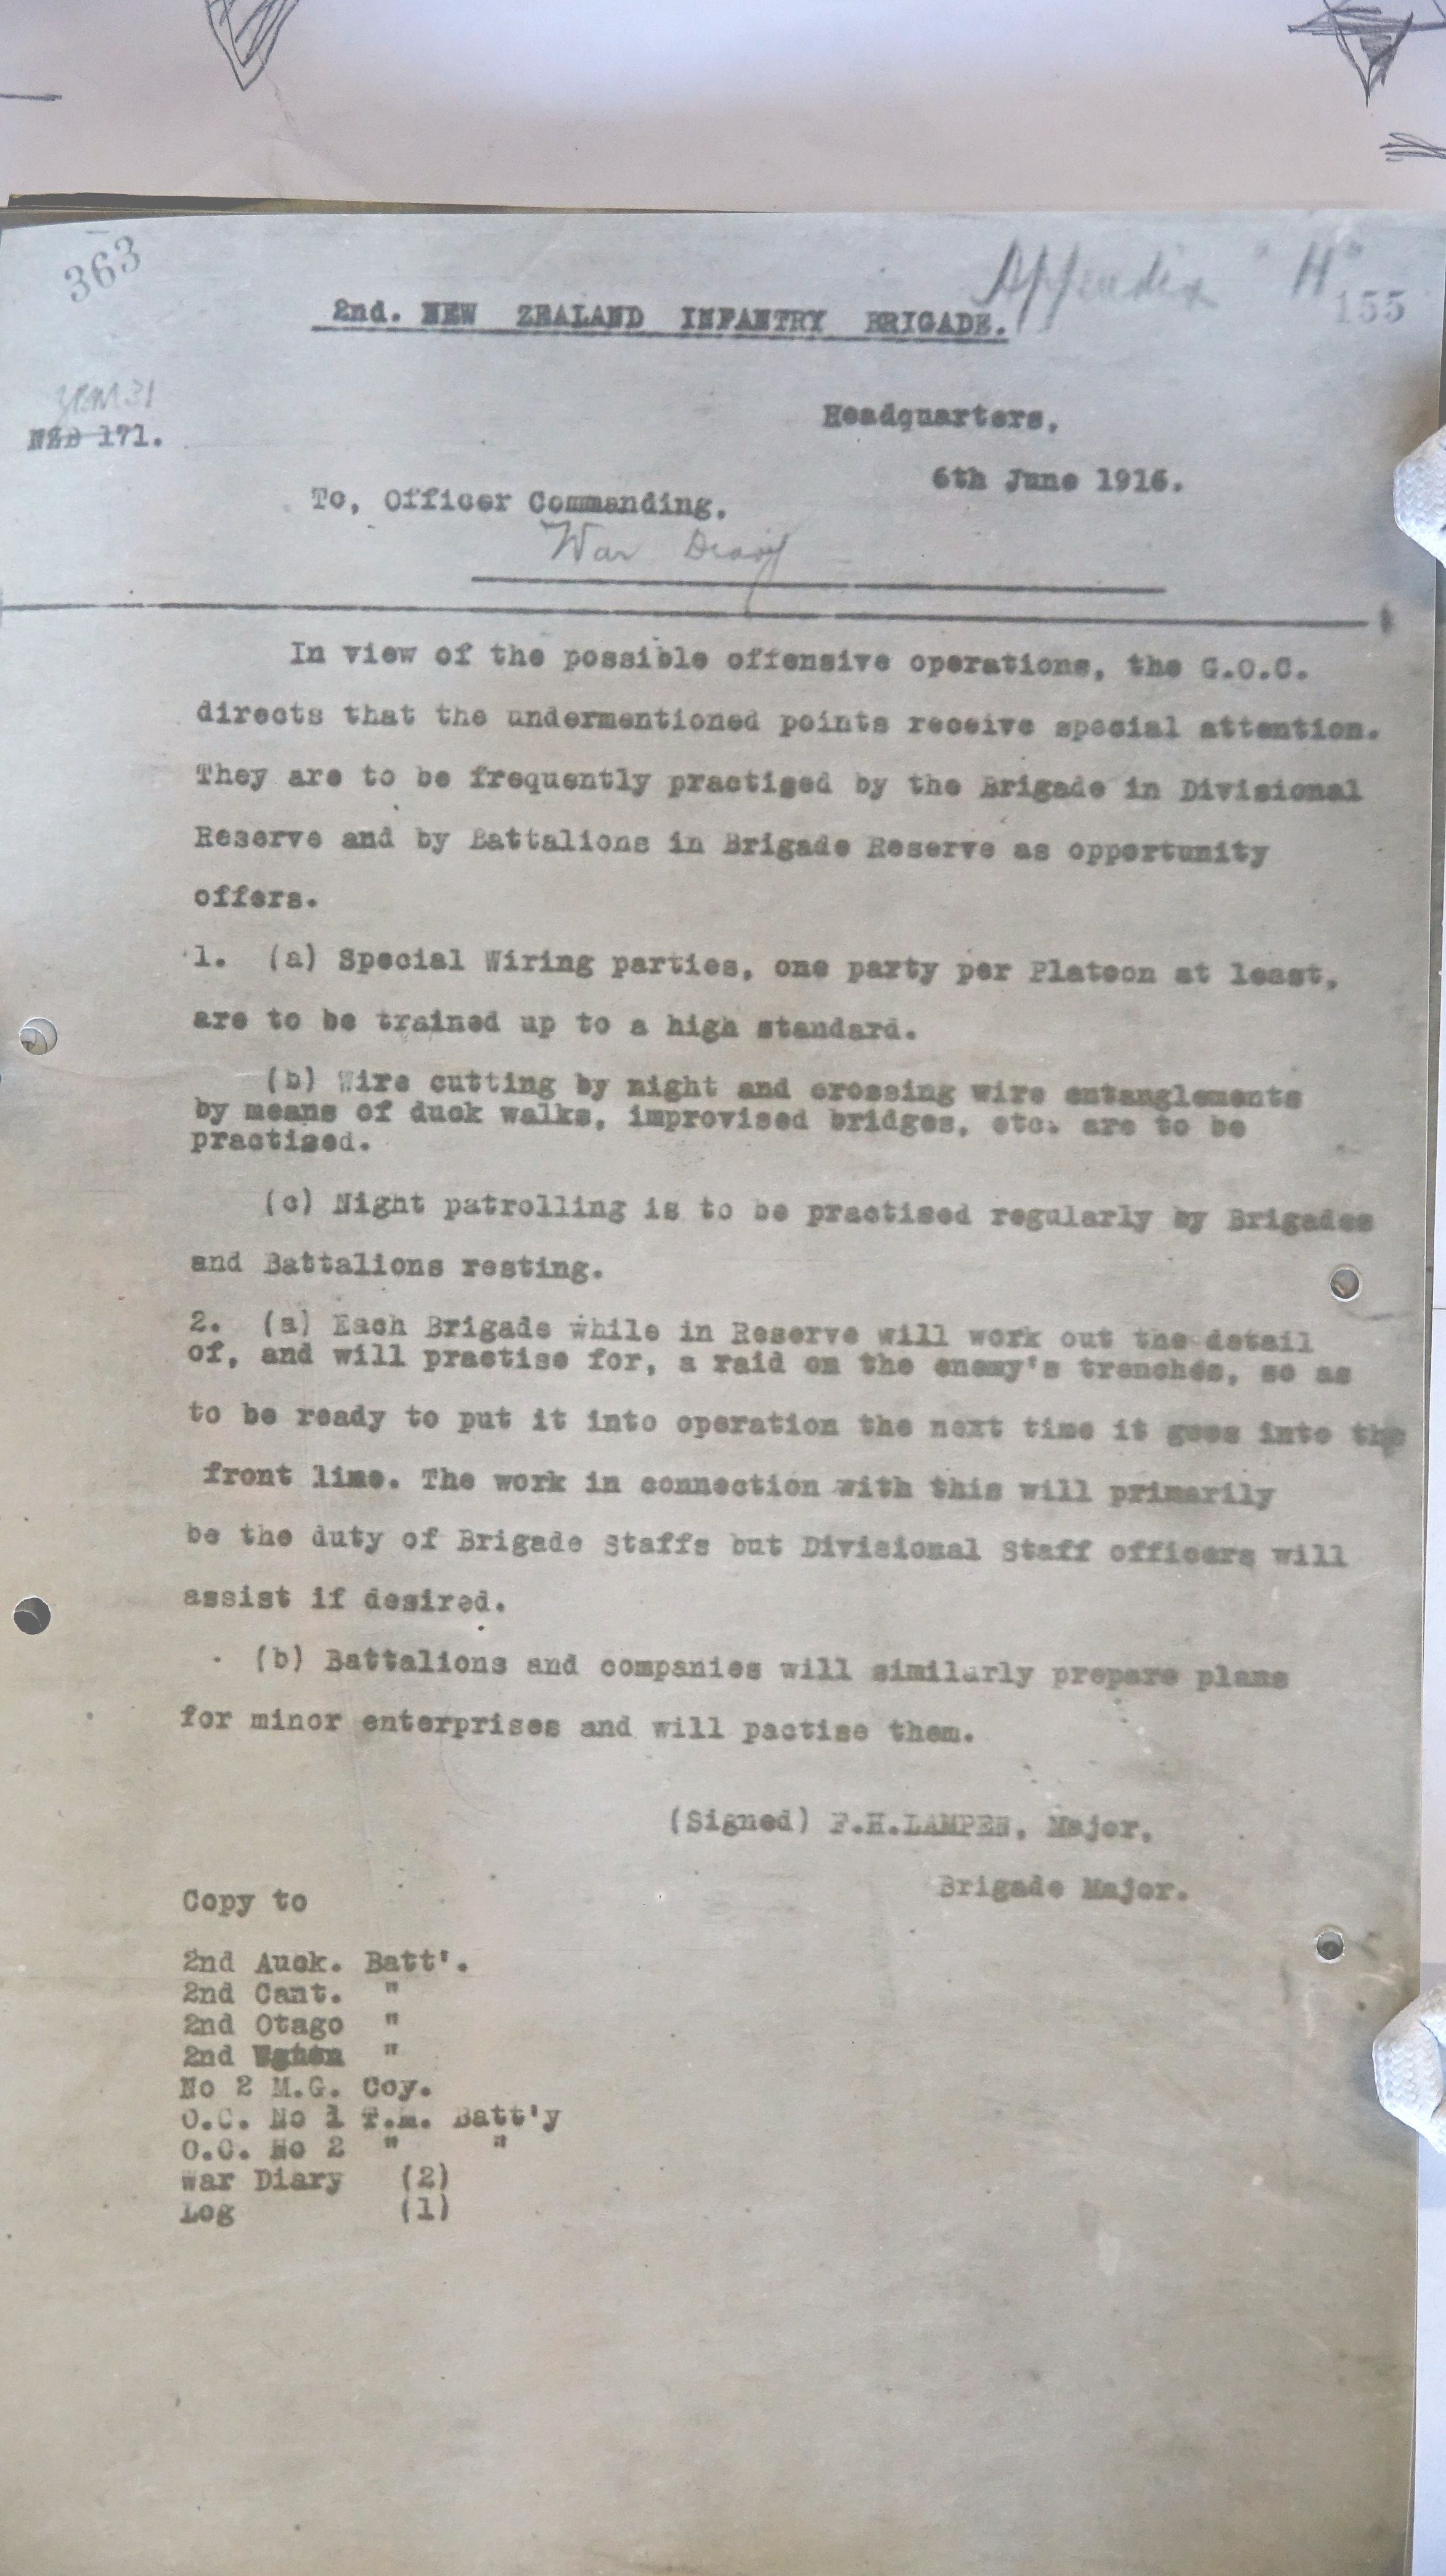 363
Appendix "H"
155
2nd. NEW ZEALAND INFANTRY BRIGADE.
NZD 171.
Headquarters,
6th June 1916.
To, Officer Commanding.
War Diary
In view of the possible offensive operations, the G.O.C.
directs that the undermentioned points receive special attention.
They are to be frequently practised by the Brigade in Divisional
Reserve and by Battalions in Brigade Reserve as opportunity
offers.
1. (a) Special Wiring parties, one party per Platoon at least,
are to be trained up to a high standard.
(b) Wire cutting by night and crossing wire entanglements
by means of duck walks, improvised bridges, etc. are to be
practised.
(c) Night patrolling is to be practised regularly by Brigades
and Battalions resting.
2. (a) Each Brigade while in Reserve will work out the detail
of, and will practise for, a raid on the enemy's trenches, so as
to be ready to put it into operation the next time it goes into the
front line. The work in connection with this will primarily
be the duty of Brigade Staffs but Divisional Staff officers will
assist if desired.
(b) Battalions and companies will similarly prepare plans
for minor enterprises and will pactise them.
(Signed) F.H.LAMPEN, Major,
Brigade Major.
Copy to
2nd Auck. Batt'.
2nd Cant. "
2nd Otago "
2nd "
No 2 M.G. Coy.
O.C. No 1 T.M. Batt'y
O.C. No 2 " "
War Diary (2)
Log (1)